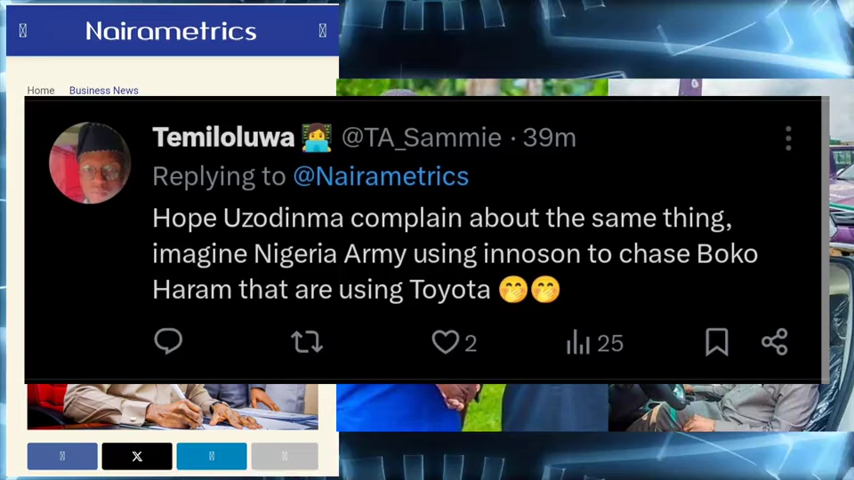 Nairametrics
Home Business News
Temiloluwa 👩‍💻 @TA_Sammie · 39m
Replying to @Nairametrics
Hope Uzodinma complain about the same thing,
imagine Nigeria Army using innoson to chase Boko
Haram that are using Toyota 🤭🤭
2 25